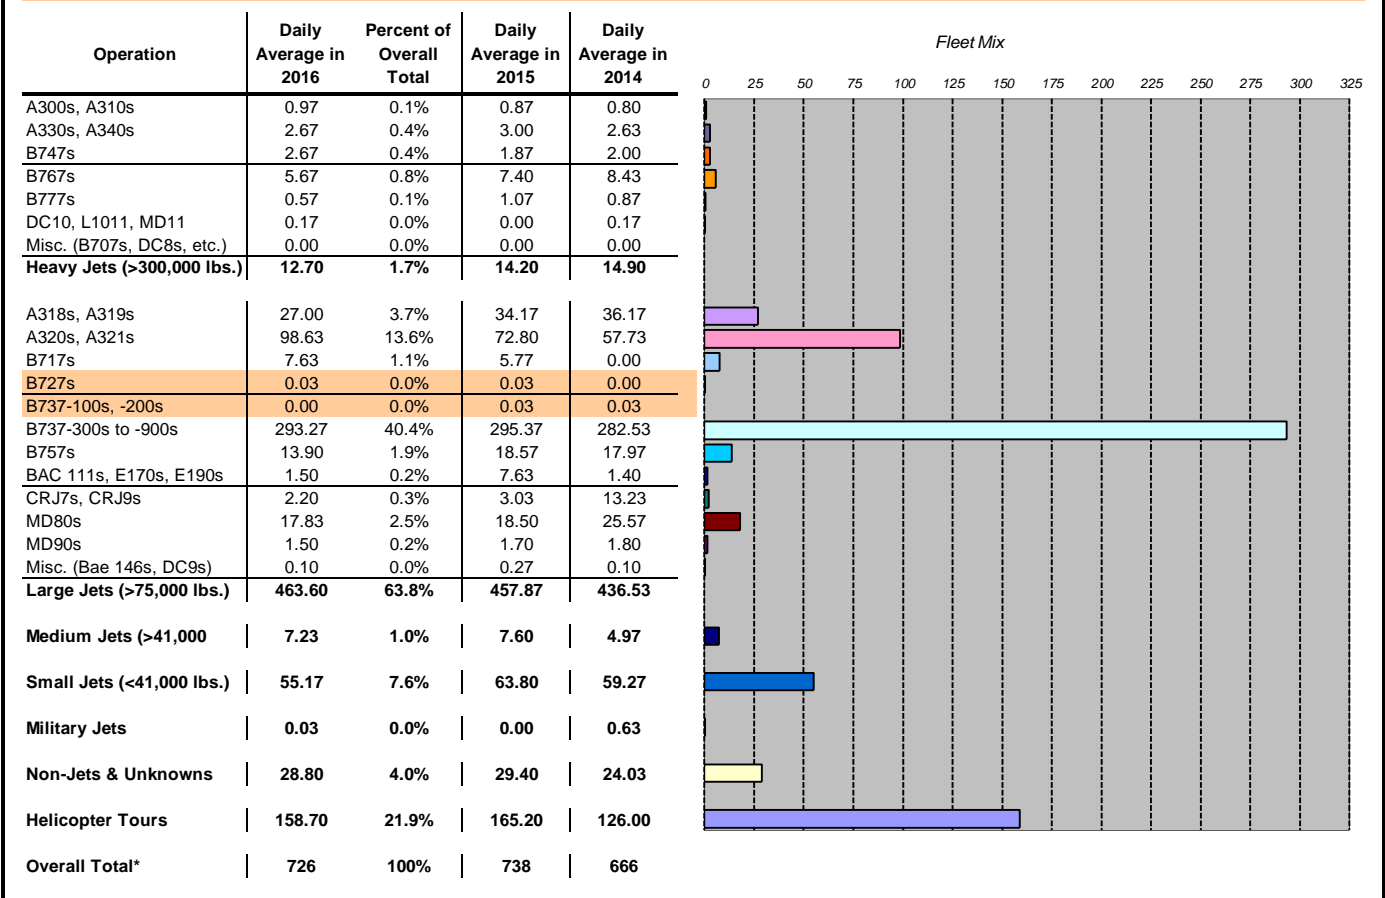 Operation Daily Average in 2016 Percent of Overall Total Daily Average in 2015 Daily Average in 2014
A300s, A310s 0.97 0.1% 0.87 0.80
A330s, A340s 2.67 0.4% 3.00 2.63
B747s 2.67 0.4% 1.87 2.00
B767s 5.67 0.8% 7.40 8.43
B777s 0.57 0.1% 1.07 0.87
DC10, L1011, MD11 0.17 0.0% 0.00 0.17
Misc. (B707s, DC8s, etc.) 0.00 0.0% 0.00 0.00
Heavy Jets (>300,000 lbs.) 12.70 1.7% 14.20 14.90
A318s, A319s 27.00 3.7% 34.17 36.17
A320s, A321s 98.63 13.6% 72.80 57.73
B717s 7.63 1.1% 5.77 0.00
B727s 0.03 0.0% 0.03 0.00
B737-100s, -200s 0.00 0.0% 0.03 0.03
B737-300s to -900s 293.27 40.4% 295.37 282.53
B757s 13.90 1.9% 18.57 17.97
BAC 111s, E170s, E190s 1.50 0.2% 7.63 1.40
CRJ7s, CRJ9s 2.20 0.3% 3.03 13.23
MD80s 17.83 2.5% 18.50 25.57
MD90s 1.50 0.2% 1.70 1.80
Misc. (Bae 146s, DC9s) 0.10 0.0% 0.27 0.10
Large Jets (>75,000 lbs.) 463.60 63.8% 457.87 436.53
Medium Jets (>41,000 7.23 1.0% 7.60 4.97
Small Jets (<41,000 lbs.) 55.17 7.6% 63.80 59.27
Military Jets 0.03 0.0% 0.00 0.63
Non-Jets & Unknowns 28.80 4.0% 29.40 24.03
Helicopter Tours 158.70 21.9% 165.20 126.00
Overall Total* 726 100% 738 666
Fleet Mix
0 25 50 75 100 125 150 175 200 225 250 275 300 325